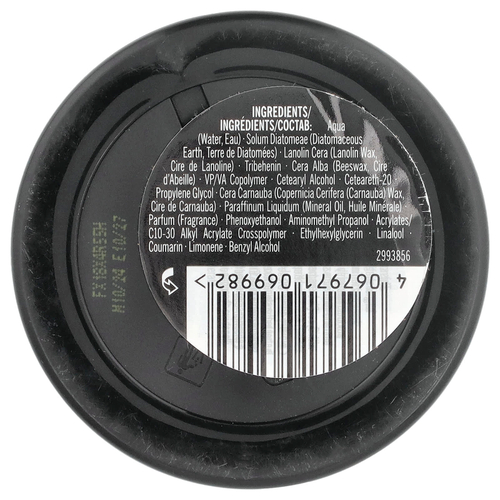 INGREDIENTS/
INGRÉDIENTS/СОСТАВ: Aqua
(Water, Eau) · Solum Diatomeae (Diatomaceous
Earth, Terre de Diatomées) · Lanolin Cera (Lanolin Wax,
Cire de Lanoline) · Tribehenin · Cera Alba (Beeswax, Cire
d'Abeille) · VP/VA Copolymer · Cetearyl Alcohol · Ceteareth-20 ·
Propylene Glycol · Cera Carnauba (Copernicia Cerifera (Carnauba) Wax,
Cire de Carnauba) · Paraffinum Liquidum (Mineral Oil, Huile Minérale) ·
Parfum (Fragrance) · Phenoxyethanol · Aminomethyl Propanol · Acrylates/
C10-30 Alkyl Acrylate Crosspolymer · Ethylhexylglycerin · Linalool ·
Coumarin · Limonene · Benzyl Alcohol
2993856
4 067971 069982 >
M10/24 E10/27